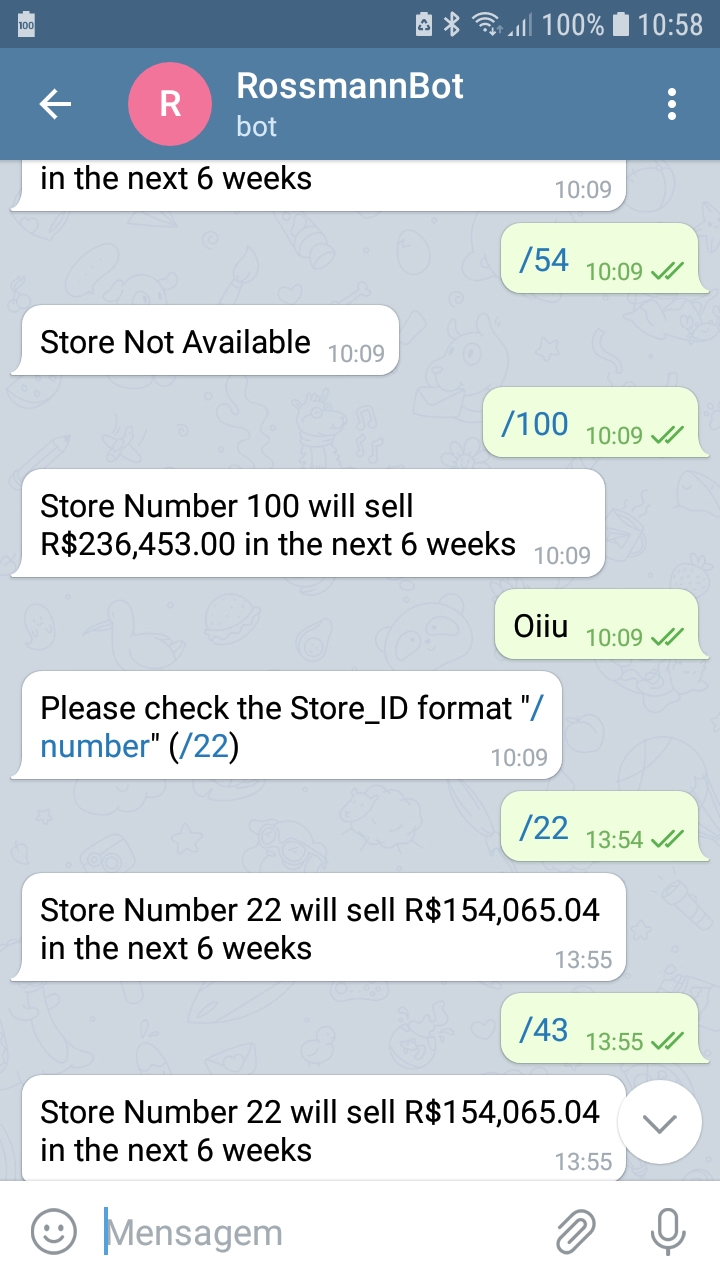 100
100% 10:58
R
RossmannBot
bot
in the next 6 weeks
10:09
/54 10:09
Store Not Available 10:09
/100 10:09
Store Number 100 will sell
R$236,453.00 in the next 6 weeks 10:09
Oiiu 10:09
Please check the Store_ID format "/
number" (/22)
10:09
/22 13:54
Store Number 22 will sell R$154,065.04
in the next 6 weeks
13:55
/43 13:55
Store Number 22 will sell R$154,065.04
in the next 6 weeks
13:55
Mensagem